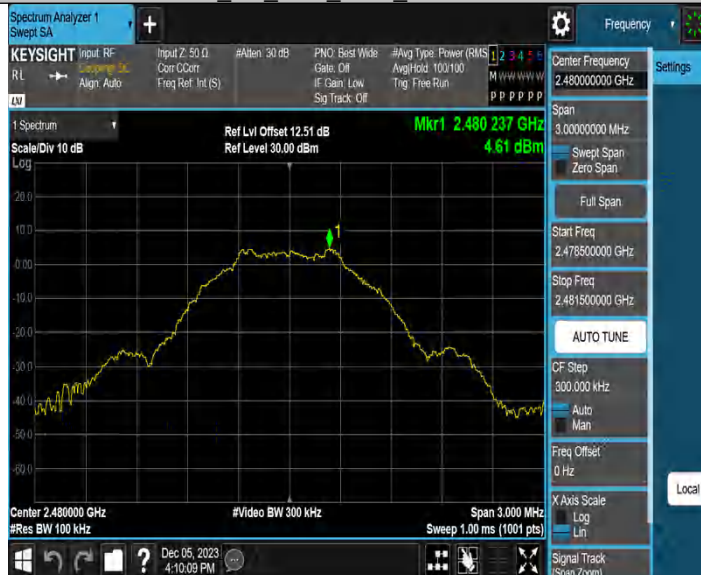 Spectrum Analyzer 1
Swept SA
Frequency
KEYSIGHT
RL
Input: RF
Coupling: DC
Align: Auto
Input Z: 50 Ω
Corr CCorr
Freq Ref: Int (S)
#Atten: 30 dB
PNO: Best Wide
Gate: Off
IF Gain: Low
Sig Track: Off
#Avg Type: Power (RMS
Avg|Hold: 100/100
Trig: Free Run
1 2 3 4 5 6
M W W W W W
P P P P P P
1 Spectrum
Scale/Div 10 dB
Ref Lvl Offset 12.51 dB
Ref Level 30.00 dBm
Mkr1 2.480 237 GHz
4.61 dBm
Log
20.0
10.0
0.00
-10.0
-20.0
-30.0
-40.0
-50.0
-60.0
1
Center 2.480000 GHz
#Res BW 100 kHz
#Video BW 300 kHz
Span 3.000 MHz
Sweep 1.00 ms (1001 pts)
Dec 05, 2023
4:10:09 PM
Center Frequency
2.480000000 GHz
Settings
Span
3.00000000 MHz
Swept Span
Zero Span
Full Span
Start Freq
2.478500000 GHz
Stop Freq
2.481500000 GHz
AUTO TUNE
CF Step
300.000 kHz
Auto
Man
Freq Offset
0 Hz
X Axis Scale
Log
Lin
Local
Signal Track
(Span Zoom)